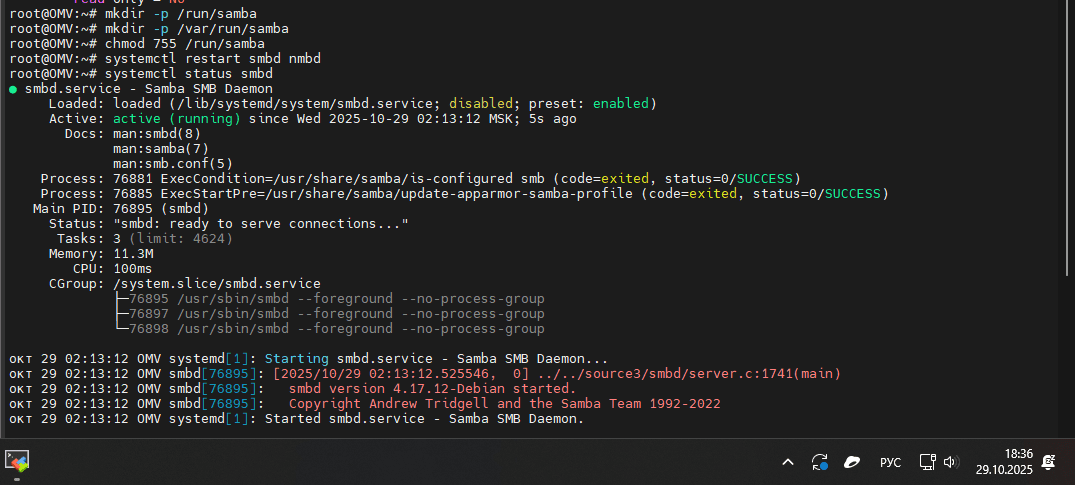 read only = No
root@OMV:~# mkdir -p /run/samba
root@OMV:~# mkdir -p /var/run/samba
root@OMV:~# chmod 755 /run/samba
root@OMV:~# systemctl restart smbd nmbd
root@OMV:~# systemctl status smbd
● smbd.service - Samba SMB Daemon
Loaded: loaded (/lib/systemd/system/smbd.service; disabled; preset: enabled)
Active: active (running) since Wed 2025-10-29 02:13:12 MSK; 5s ago
Docs: man:smbd(8)
man:samba(7)
man:smb.conf(5)
Process: 76881 ExecCondition=/usr/share/samba/is-configured smb (code=exited, status=0/SUCCESS)
Process: 76885 ExecStartPre=/usr/share/samba/update-apparmor-samba-profile (code=exited, status=0/SUCCESS)
Main PID: 76895 (smbd)
Status: "smbd: ready to serve connections..."
Tasks: 3 (limit: 4624)
Memory: 11.3M
CPU: 100ms
CGroup: /system.slice/smbd.service
├─76895 /usr/sbin/smbd --foreground --no-process-group
├─76897 /usr/sbin/smbd --foreground --no-process-group
└─76898 /usr/sbin/smbd --foreground --no-process-group
окт 29 02:13:12 OMV systemd[1]: Starting smbd.service - Samba SMB Daemon...
окт 29 02:13:12 OMV smbd[76895]: [2025/10/29 02:13:12.525546,  0] ../../source3/smbd/server.c:1741(main)
окт 29 02:13:12 OMV smbd[76895]:   smbd version 4.17.12-Debian started.
окт 29 02:13:12 OMV smbd[76895]:   Copyright Andrew Tridgell and the Samba Team 1992-2022
окт 29 02:13:12 OMV systemd[1]: Started smbd.service - Samba SMB Daemon.
РУС
18:36
29.10.2025